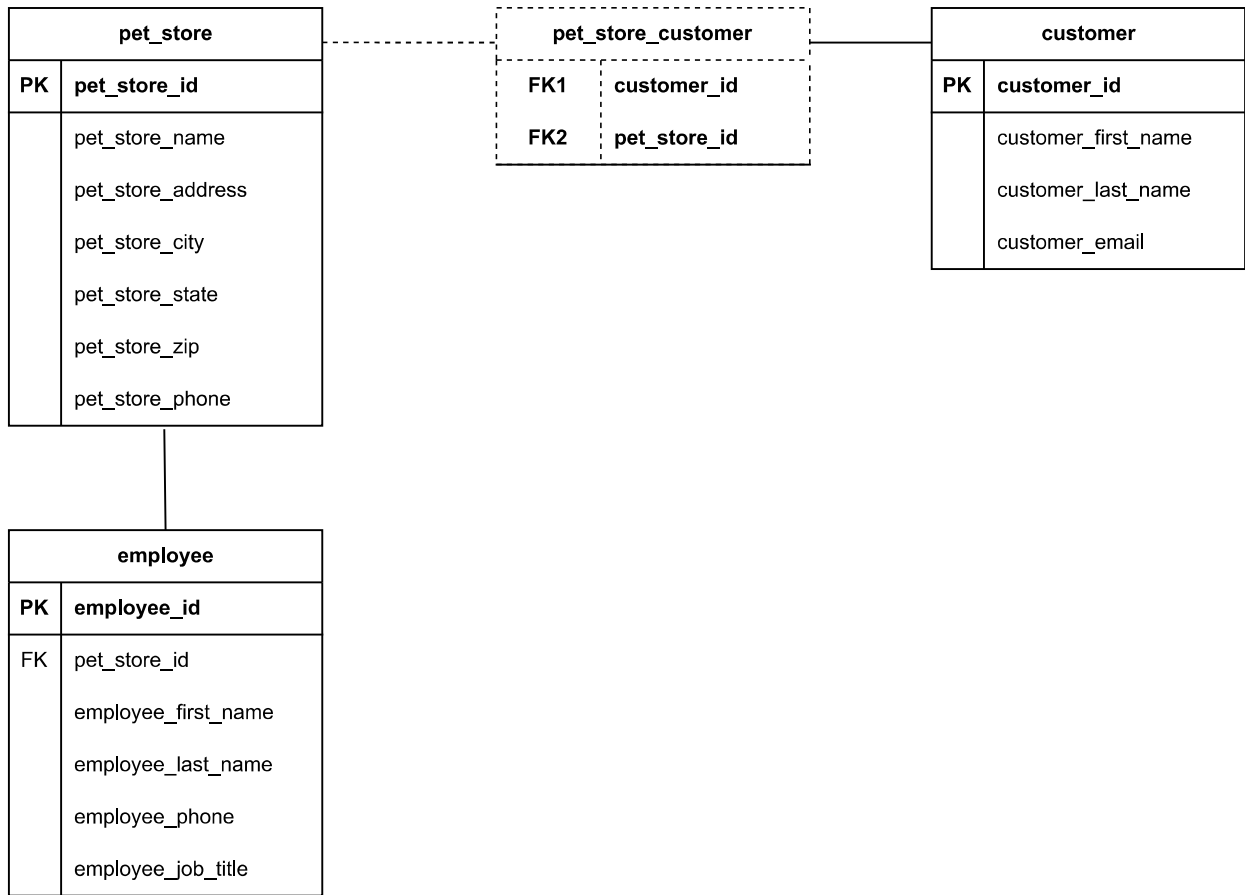 pet_store
PK pet_store_id
pet_store_name
pet_store_address
pet_store_city
pet_store_state
pet_store_zip
pet_store_phone
pet_store_customer
FK1 customer_id
FK2 pet_store_id
customer
PK customer_id
customer_first_name
customer_last_name
customer_email
employee
PK employee_id
FK pet_store_id
employee_first_name
employee_last_name
employee_phone
employee_job_title